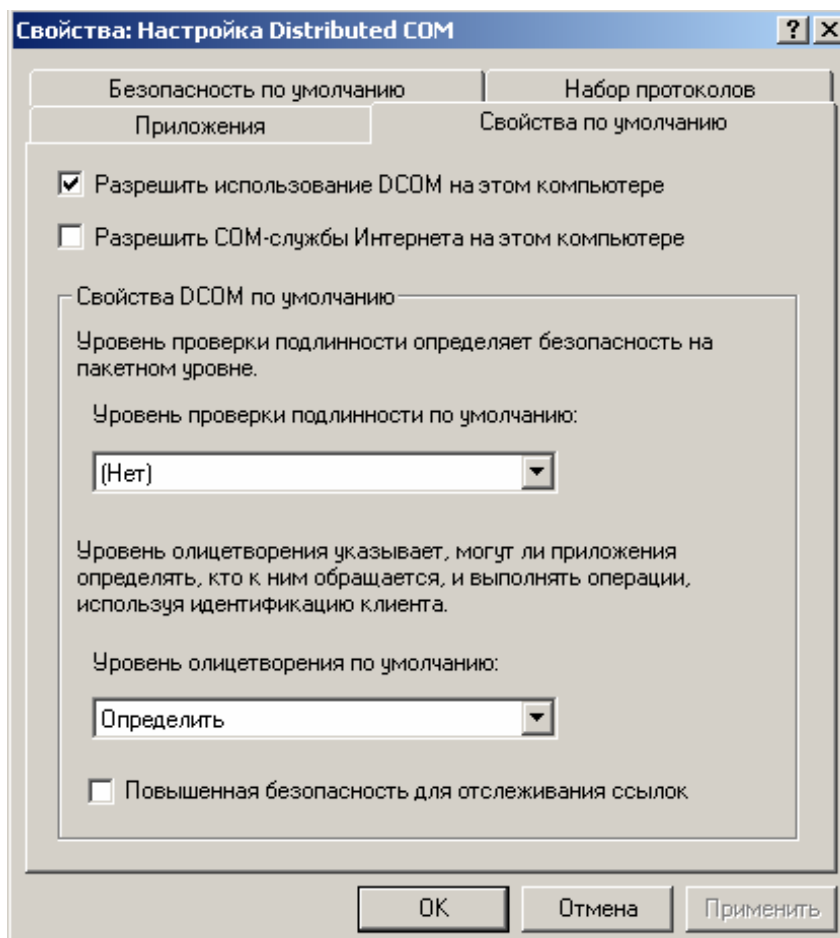 Свойства: Настройка Distributed COM
Безопасность по умолчанию
Набор протоколов
Приложения
Свойства по умолчанию
Разрешить использование DCOM на этом компьютере
Разрешить COM-службы Интернета на этом компьютере
Свойства DCOM по умолчанию
Уровень проверки подлинности определяет безопасность на
пакетном уровне.
Уровень проверки подлинности по умолчанию:
(Нет)
Уровень олицетворения указывает, могут ли приложения
определять, кто к ним обращается, и выполнять операции,
используя идентификацию клиента.
Уровень олицетворения по умолчанию:
Определить
Повышенная безопасность для отслеживания ссылок
OK
Отмена
Применить